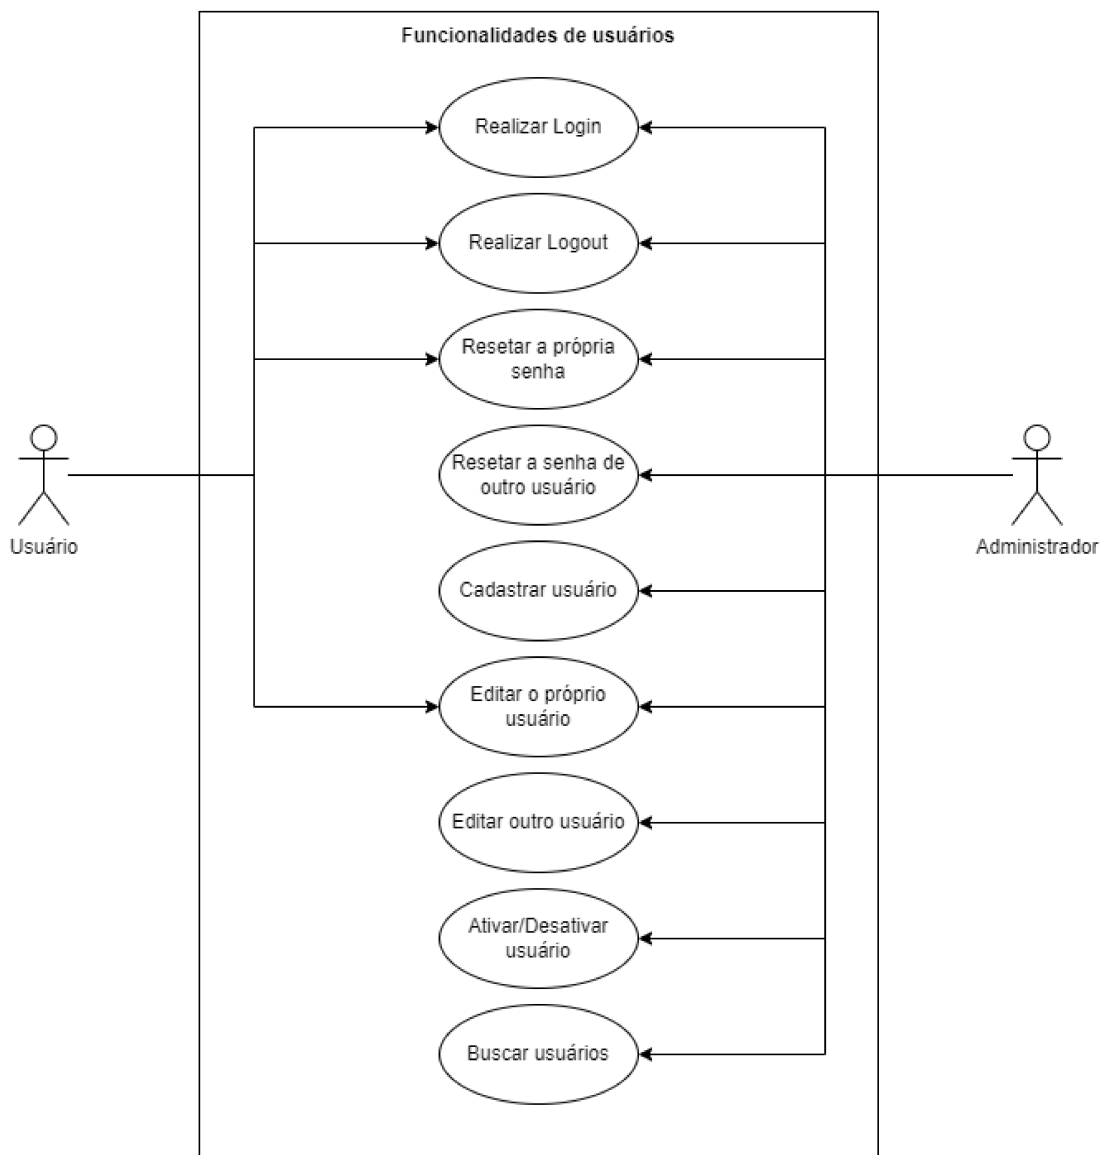 Funcionalidades de usuários
Realizar Login
Realizar Logout
Resetar a própria
senha
Resetar a senha de
outro usuário
Usuário
Administrador
Cadastrar usuário
Editar o próprio
usuário
Editar outro usuário
Ativar/Desativar
usuário
Buscar usuários